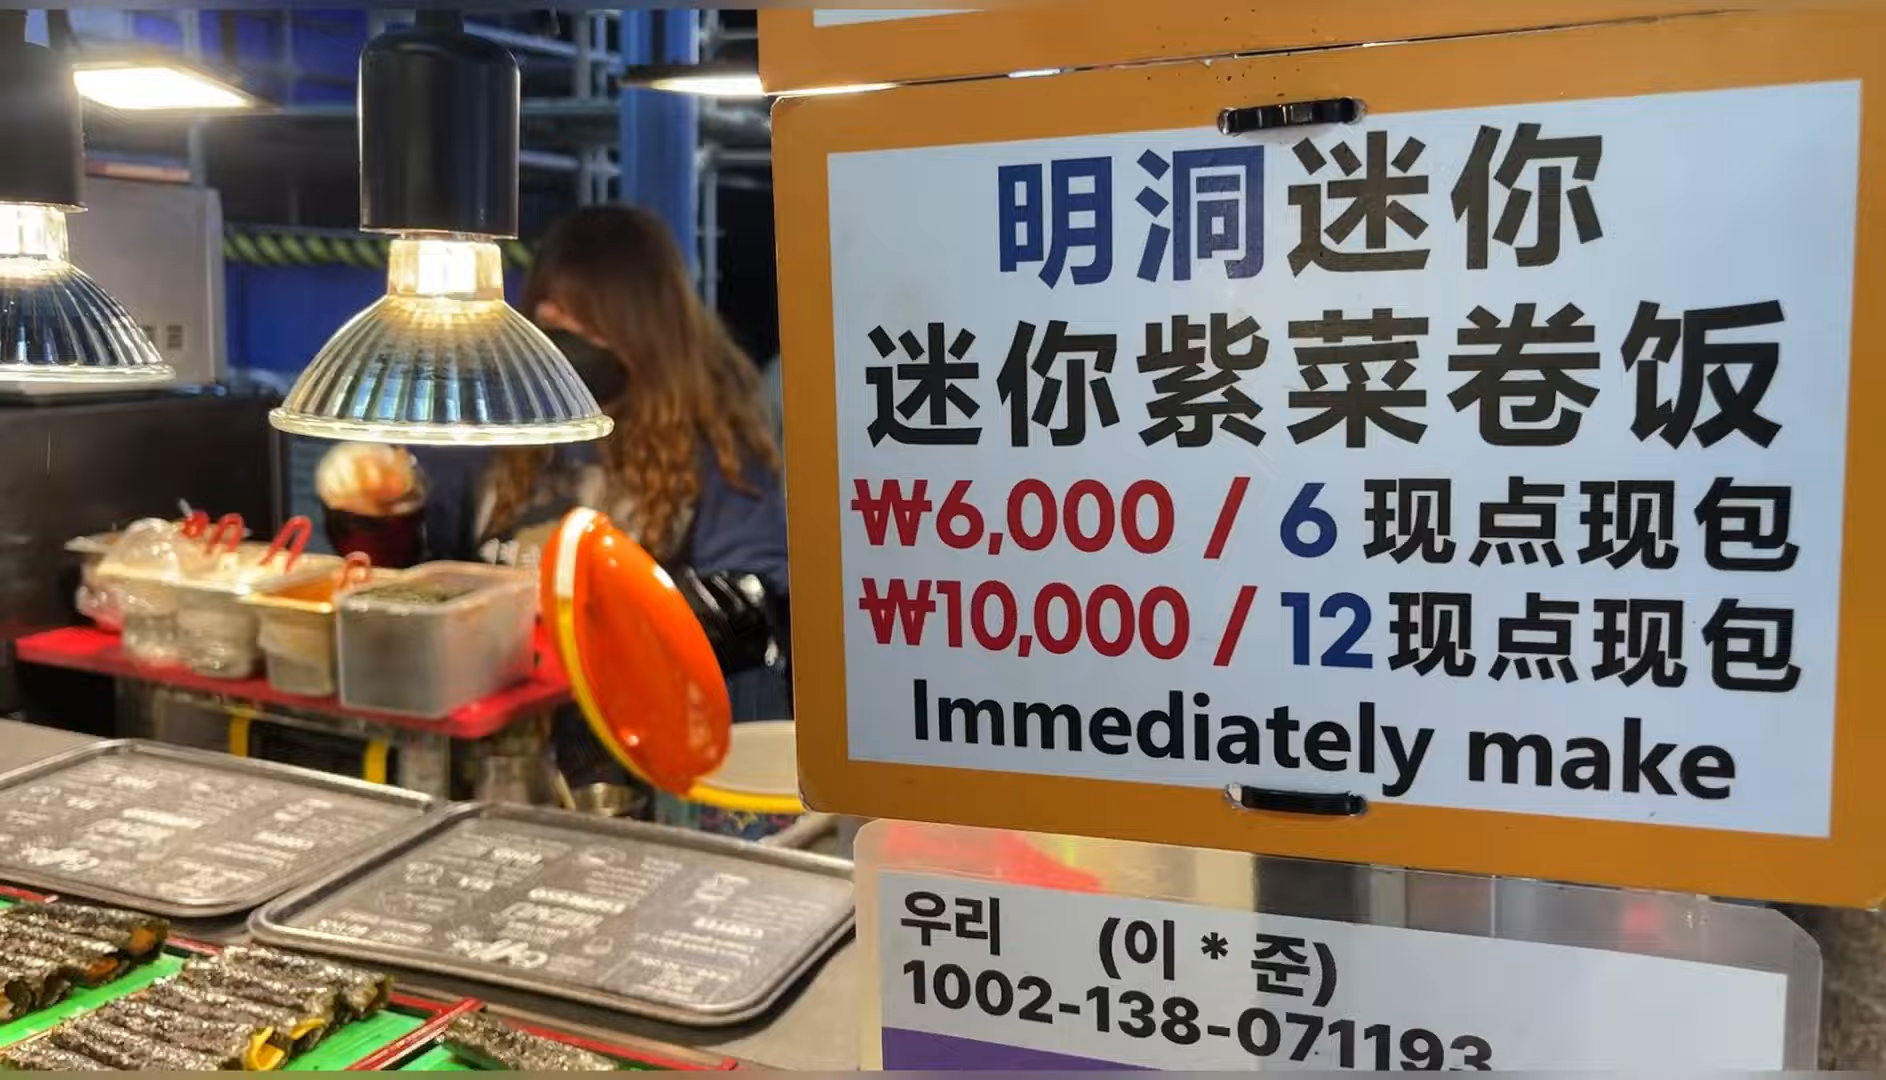 明洞迷你
迷你紫菜卷饭
₩6,000 / 6 现点现包
₩10,000 / 12 现点现包
Immediately make
우리 (이 * 준)
1002-138-071193